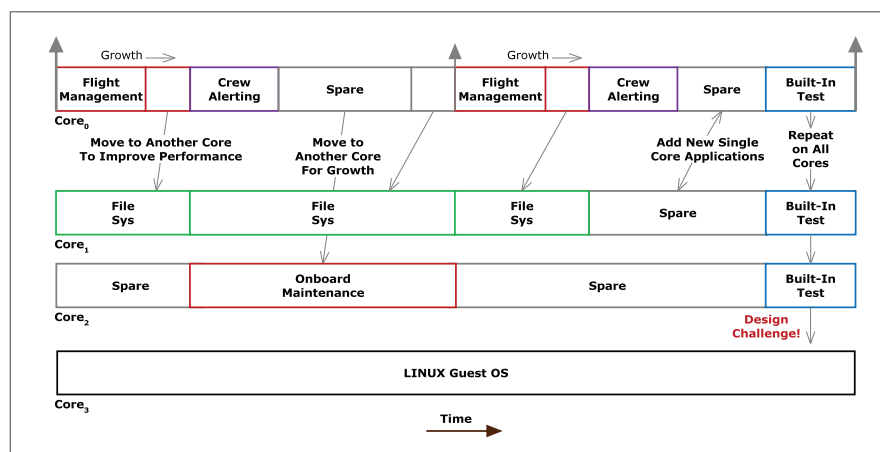 Growth
Growth
Flight
Management
Crew
Alerting
Spare
Flight
Management
Crew
Alerting
Spare
Built-In
Test
Core0
Move to Another Core
To Improve Performance
Move to
Another Core
For Growth
Add New Single
Core Applications
Repeat
on All
Cores
File
Sys
File
Sys
File
Sys
Spare
Built-In
Test
Core1
Spare
Onboard
Maintenance
Spare
Built-In
Test
Core2
Design
Challenge!
LINUX Guest OS
Core3
Time